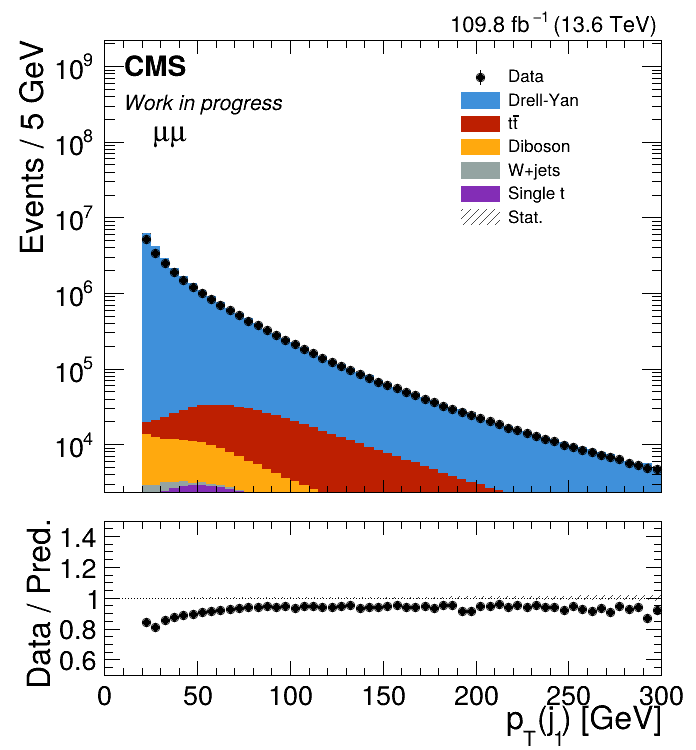 109.8 fb⁻¹ (13.6 TeV)
CMS
Work in progress
μμ
Data
Drell-Yan
tt̅
Diboson
W+jets
Single t
Stat.
Events / 5 GeV
10⁹
10⁸
10⁷
10⁶
10⁵
10⁴
Data / Pred.
1.4
1.2
1
0.8
0.6
0 50 100 150 200 250 300
p_T(j_1) [GeV]